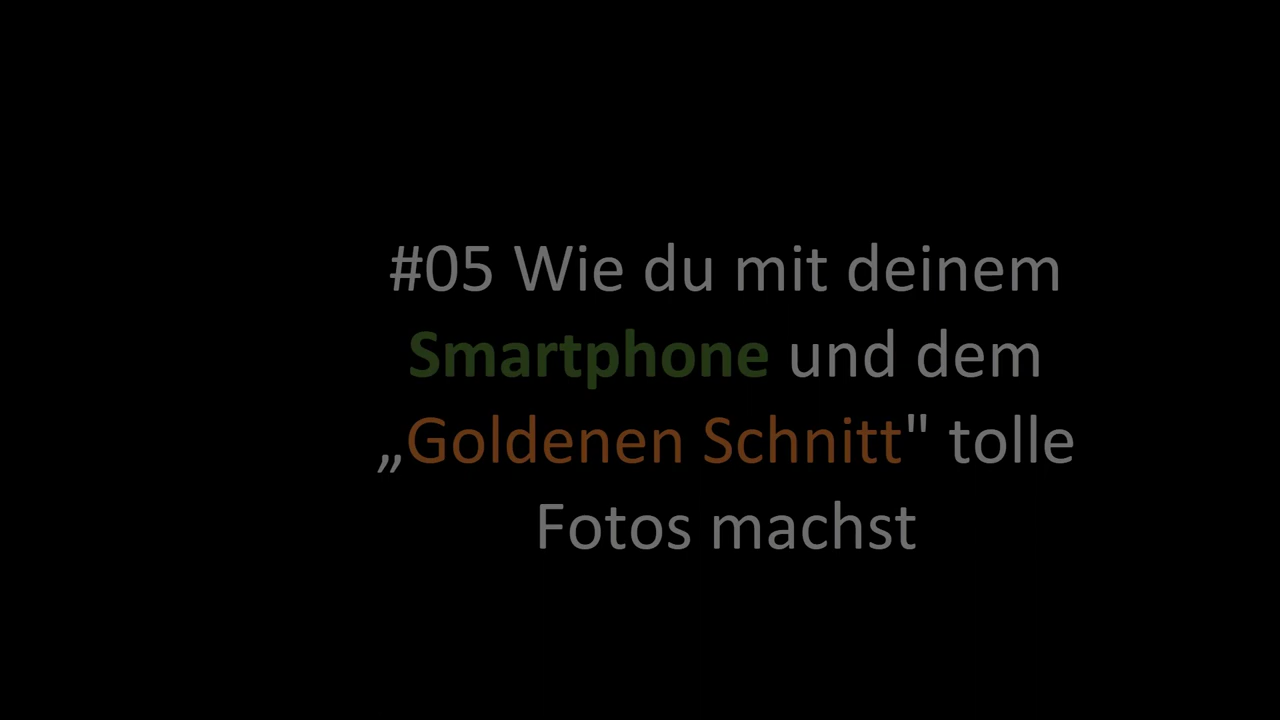 #05 Wie du mit deinem
Smartphone und dem
„Goldenen Schnitt" tolle
Fotos machst